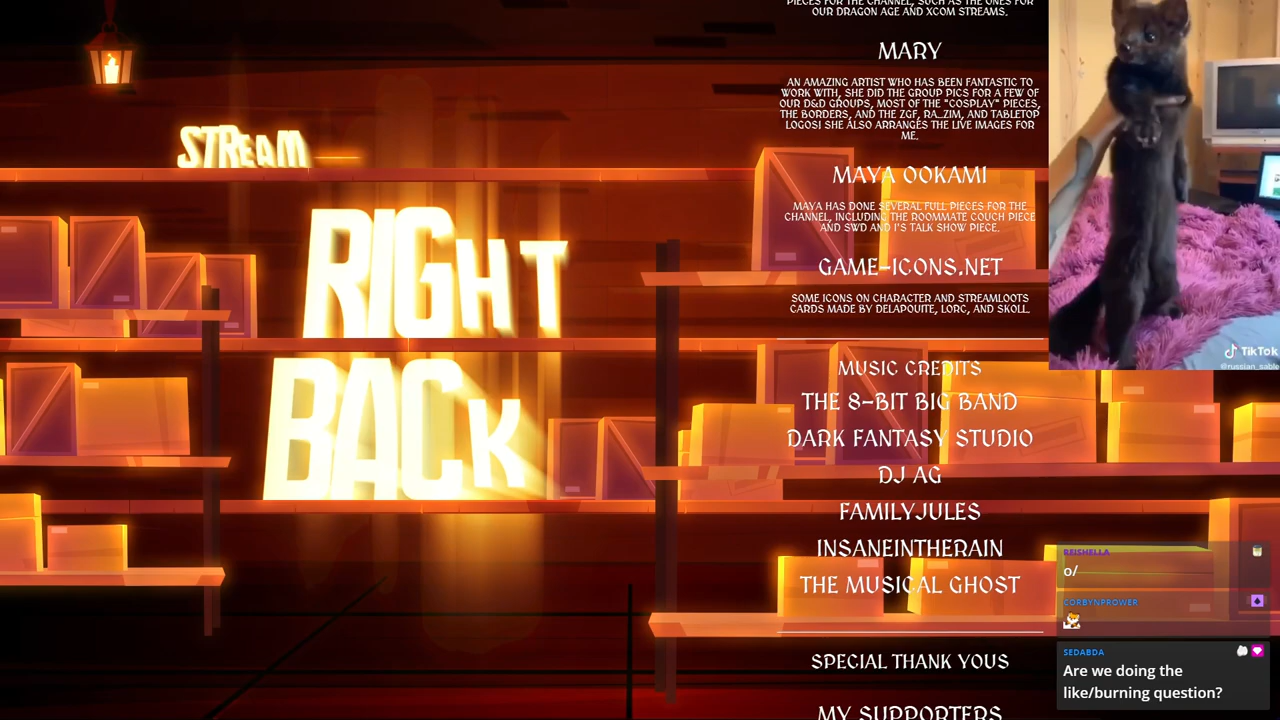 PIECES FOR THE CHANNEL, SUCH AS THE ONES FOR
OUR DRAGON AGE AND XCOM STREAMS.
MARY
AN AMAZING ARTIST WHO HAS BEEN FANTASTIC TO
WORK WITH, SHE DID THE GROUP PICS FOR A FEW OF
OUR D&D GROUPS, MOST OF THE "COSPLAY" PIECES,
THE BORDERS, AND THE ZGF, RA_ZIM, AND TABLETOP
LOGOS! SHE ALSO ARRANGES THE LIVE IMAGES FOR
ME.
MAYA OOKAMI
MAYA HAS DONE SEVERAL FULL PIECES FOR THE
CHANNEL, INCLUDING THE ROOMMATE COUCH PIECE
AND SWD AND I'S TALK SHOW PIECE.
GAME-ICONS.NET
SOME ICONS ON CHARACTER AND STREAMLOOTS
CARDS MADE BY DELAPOUITE, LORC, AND SKOLL.
MUSIC CREDITS
THE 8-BIT BIG BAND
DARK FANTASY STUDIO
DJ AG
FAMILYJULES
INSANEINTHERAIN
THE MUSICAL GHOST
SPECIAL THANK YOUS
MY SUPPORTERS
STREAM
RIGHT
BACK
TikTok
@russian_sable
REISHELLA
o/
CORBYNPROWER
SEDABDA
Are we doing the
like/burning question?